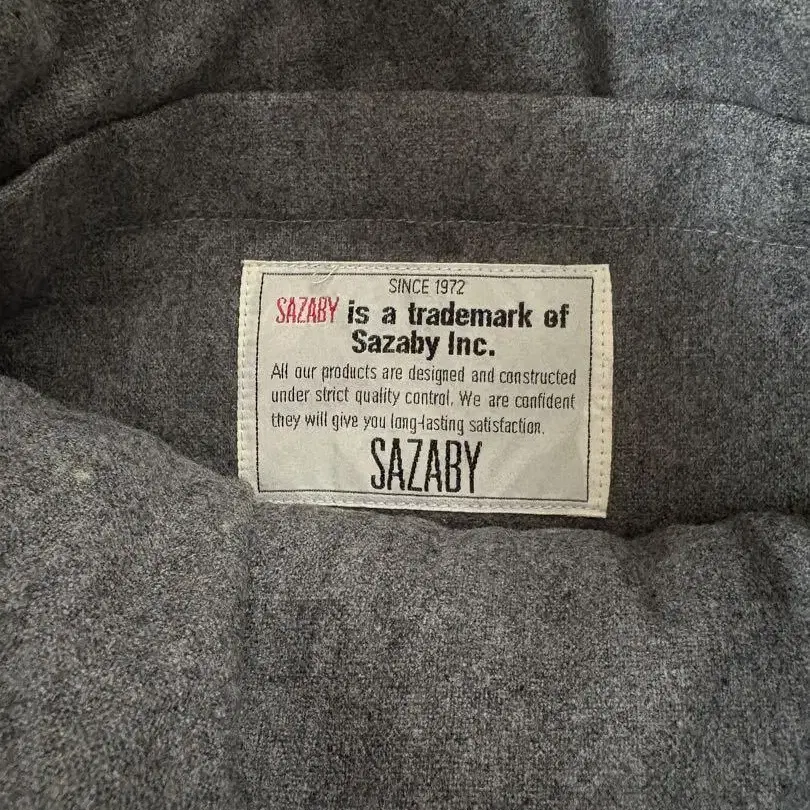 SINCE 1972
SAZABY is a trademark of
Sazaby Inc.
All our products are designed and constructed
under strict quality control. We are confident
they will give you long-lasting satisfaction.
SAZABY